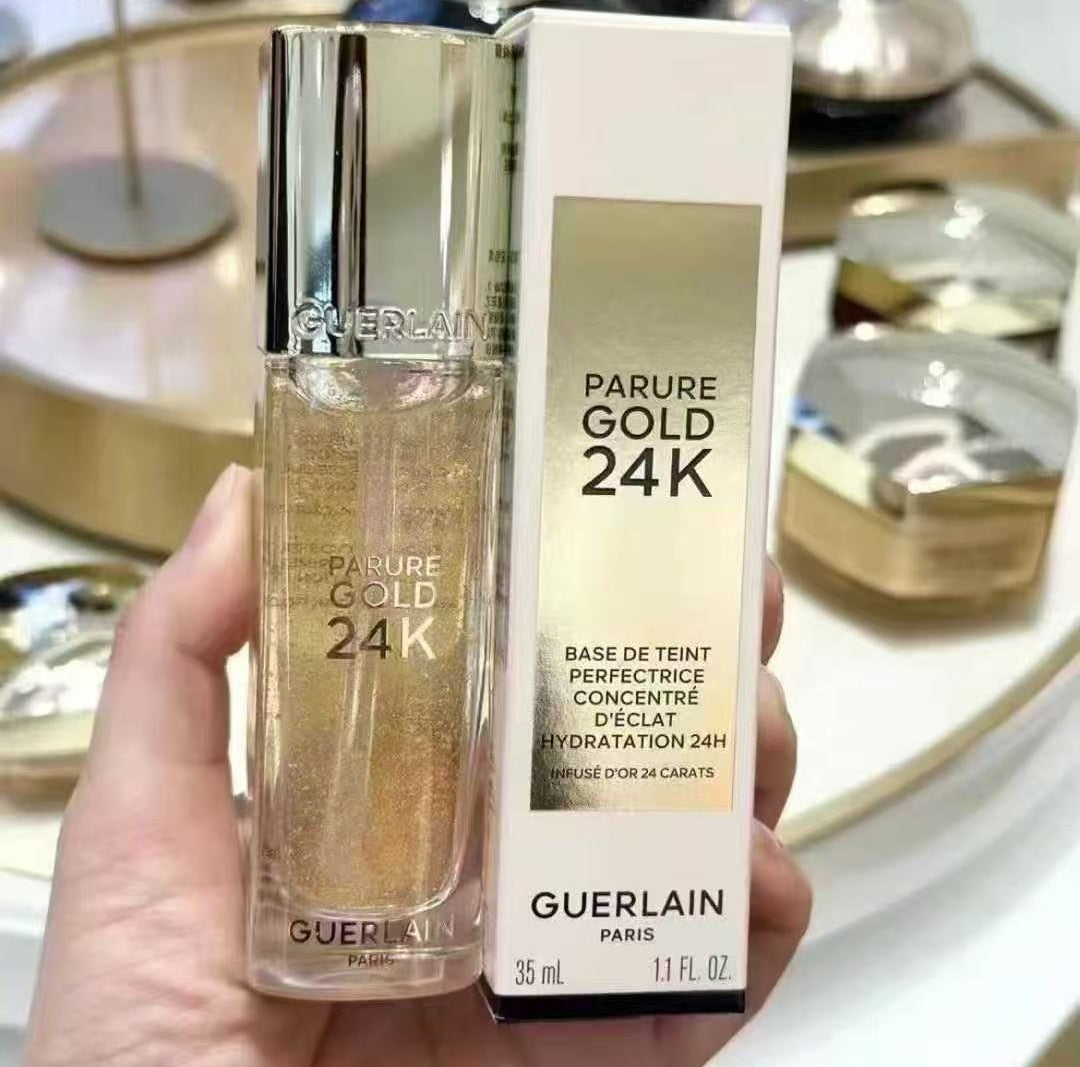 GUERLAIN
PARURE
GOLD
24K
GUERLAIN
PARIS
PARURE
GOLD
24K
BASE DE TEINT
PERFECTRICE
CONCENTRÉ
D'ÉCLAT
HYDRATATION 24H
INFUSÉ D'OR 24 CARATS
GUERLAIN
PARIS
35 mL 1.1 FL. OZ.